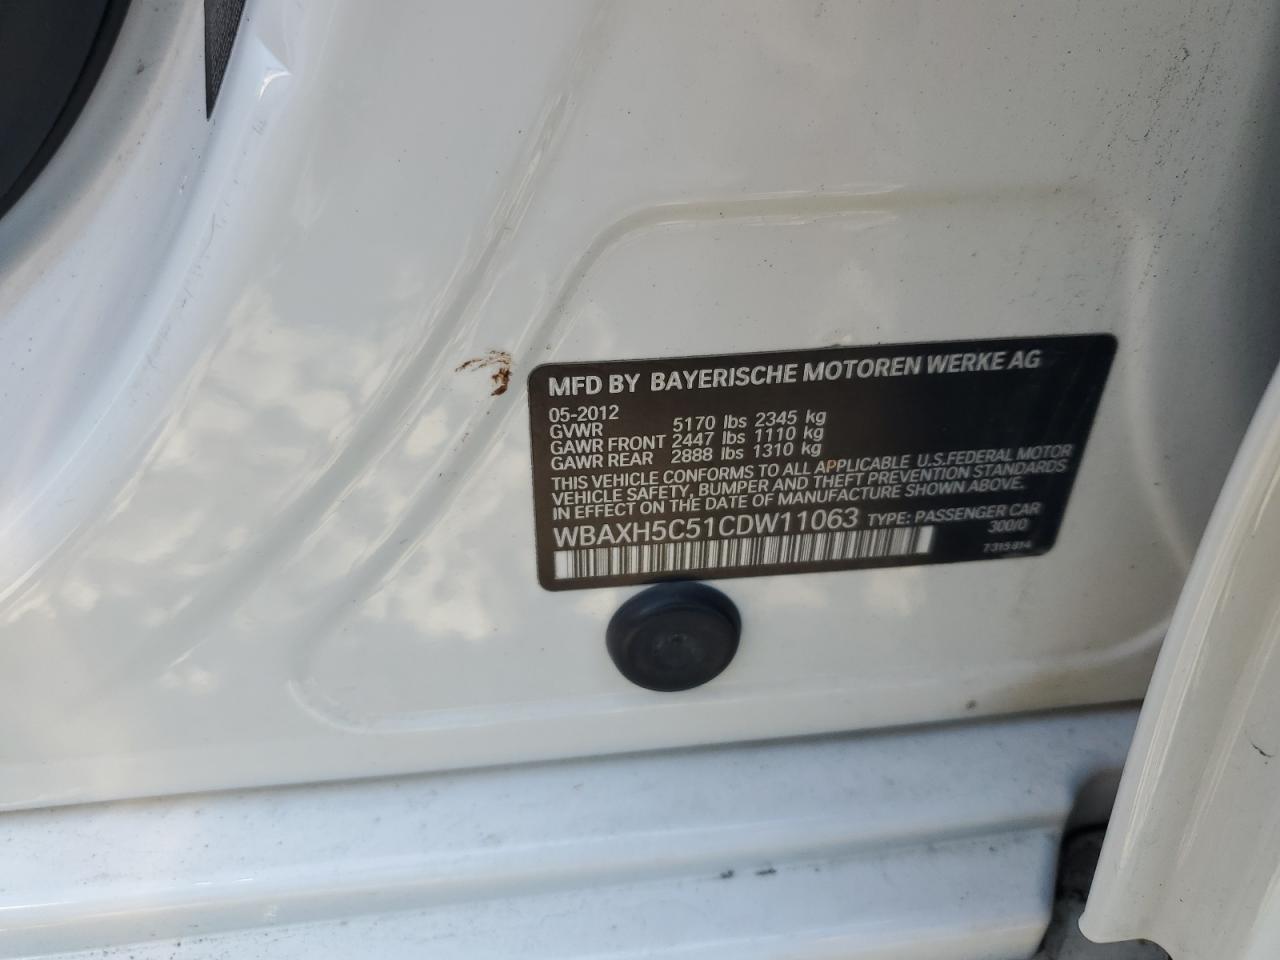 MFD BY BAYERISCHE MOTOREN WERKE AG
05-2012
GVWR 5170 lbs 2345 kg
GAWR FRONT 2447 lbs 1110 kg
GAWR REAR 2888 lbs 1310 kg
THIS VEHICLE CONFORMS TO ALL APPLICABLE U.S.FEDERAL MOTOR
VEHICLE SAFETY, BUMPER AND THEFT PREVENTION STANDARDS
IN EFFECT ON THE DATE OF MANUFACTURE SHOWN ABOVE.
WBAXH5C51CDW11063 TYPE: PASSENGER CAR
300/0
7315814